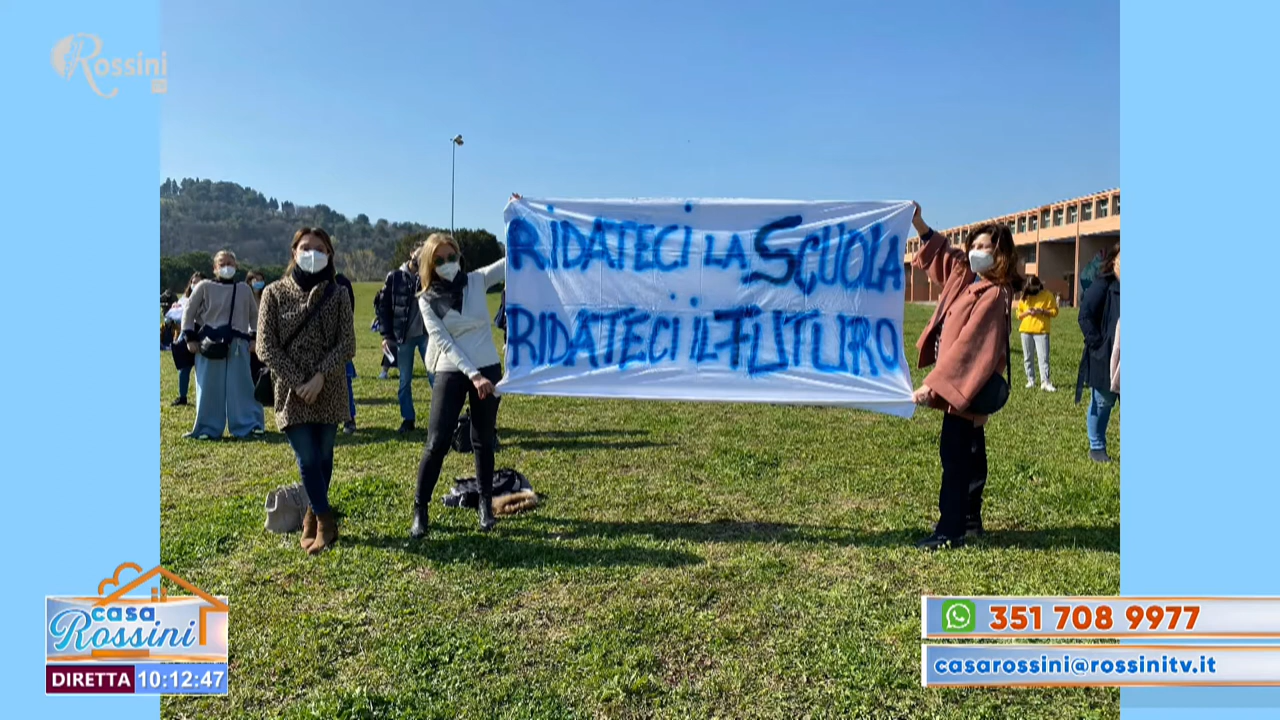 Rossini
TV
RIDATECI LA SCUOLA
RIDATECI IL FUTURO
casa
Rossini
DIRETTA 10:12:47
351 708 9977
casarossini@rossinitv.it